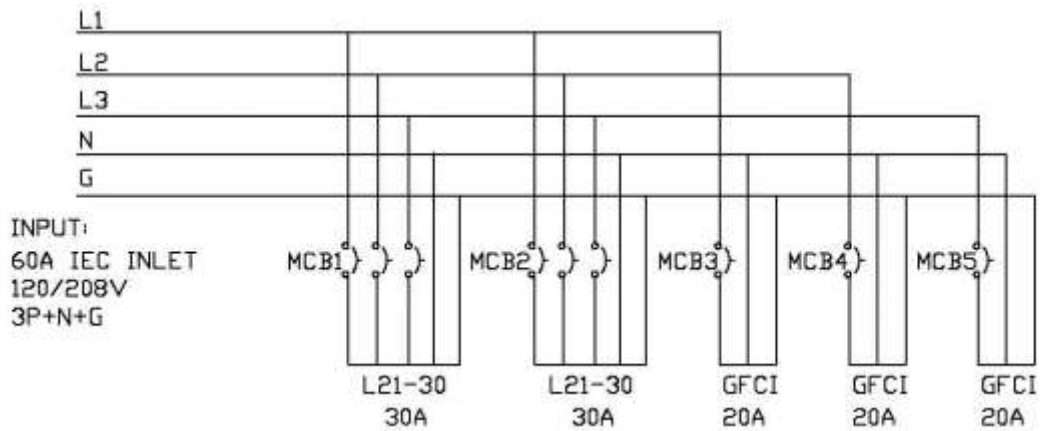 L1
L2
L3
N
G
INPUT:
60A IEC INLET
120/208V
3P+N+G
MCB1
MCB2
MCB3
MCB4
MCB5
L21-30
30A
L21-30
30A
GFCI
20A
GFCI
20A
GFCI
20A